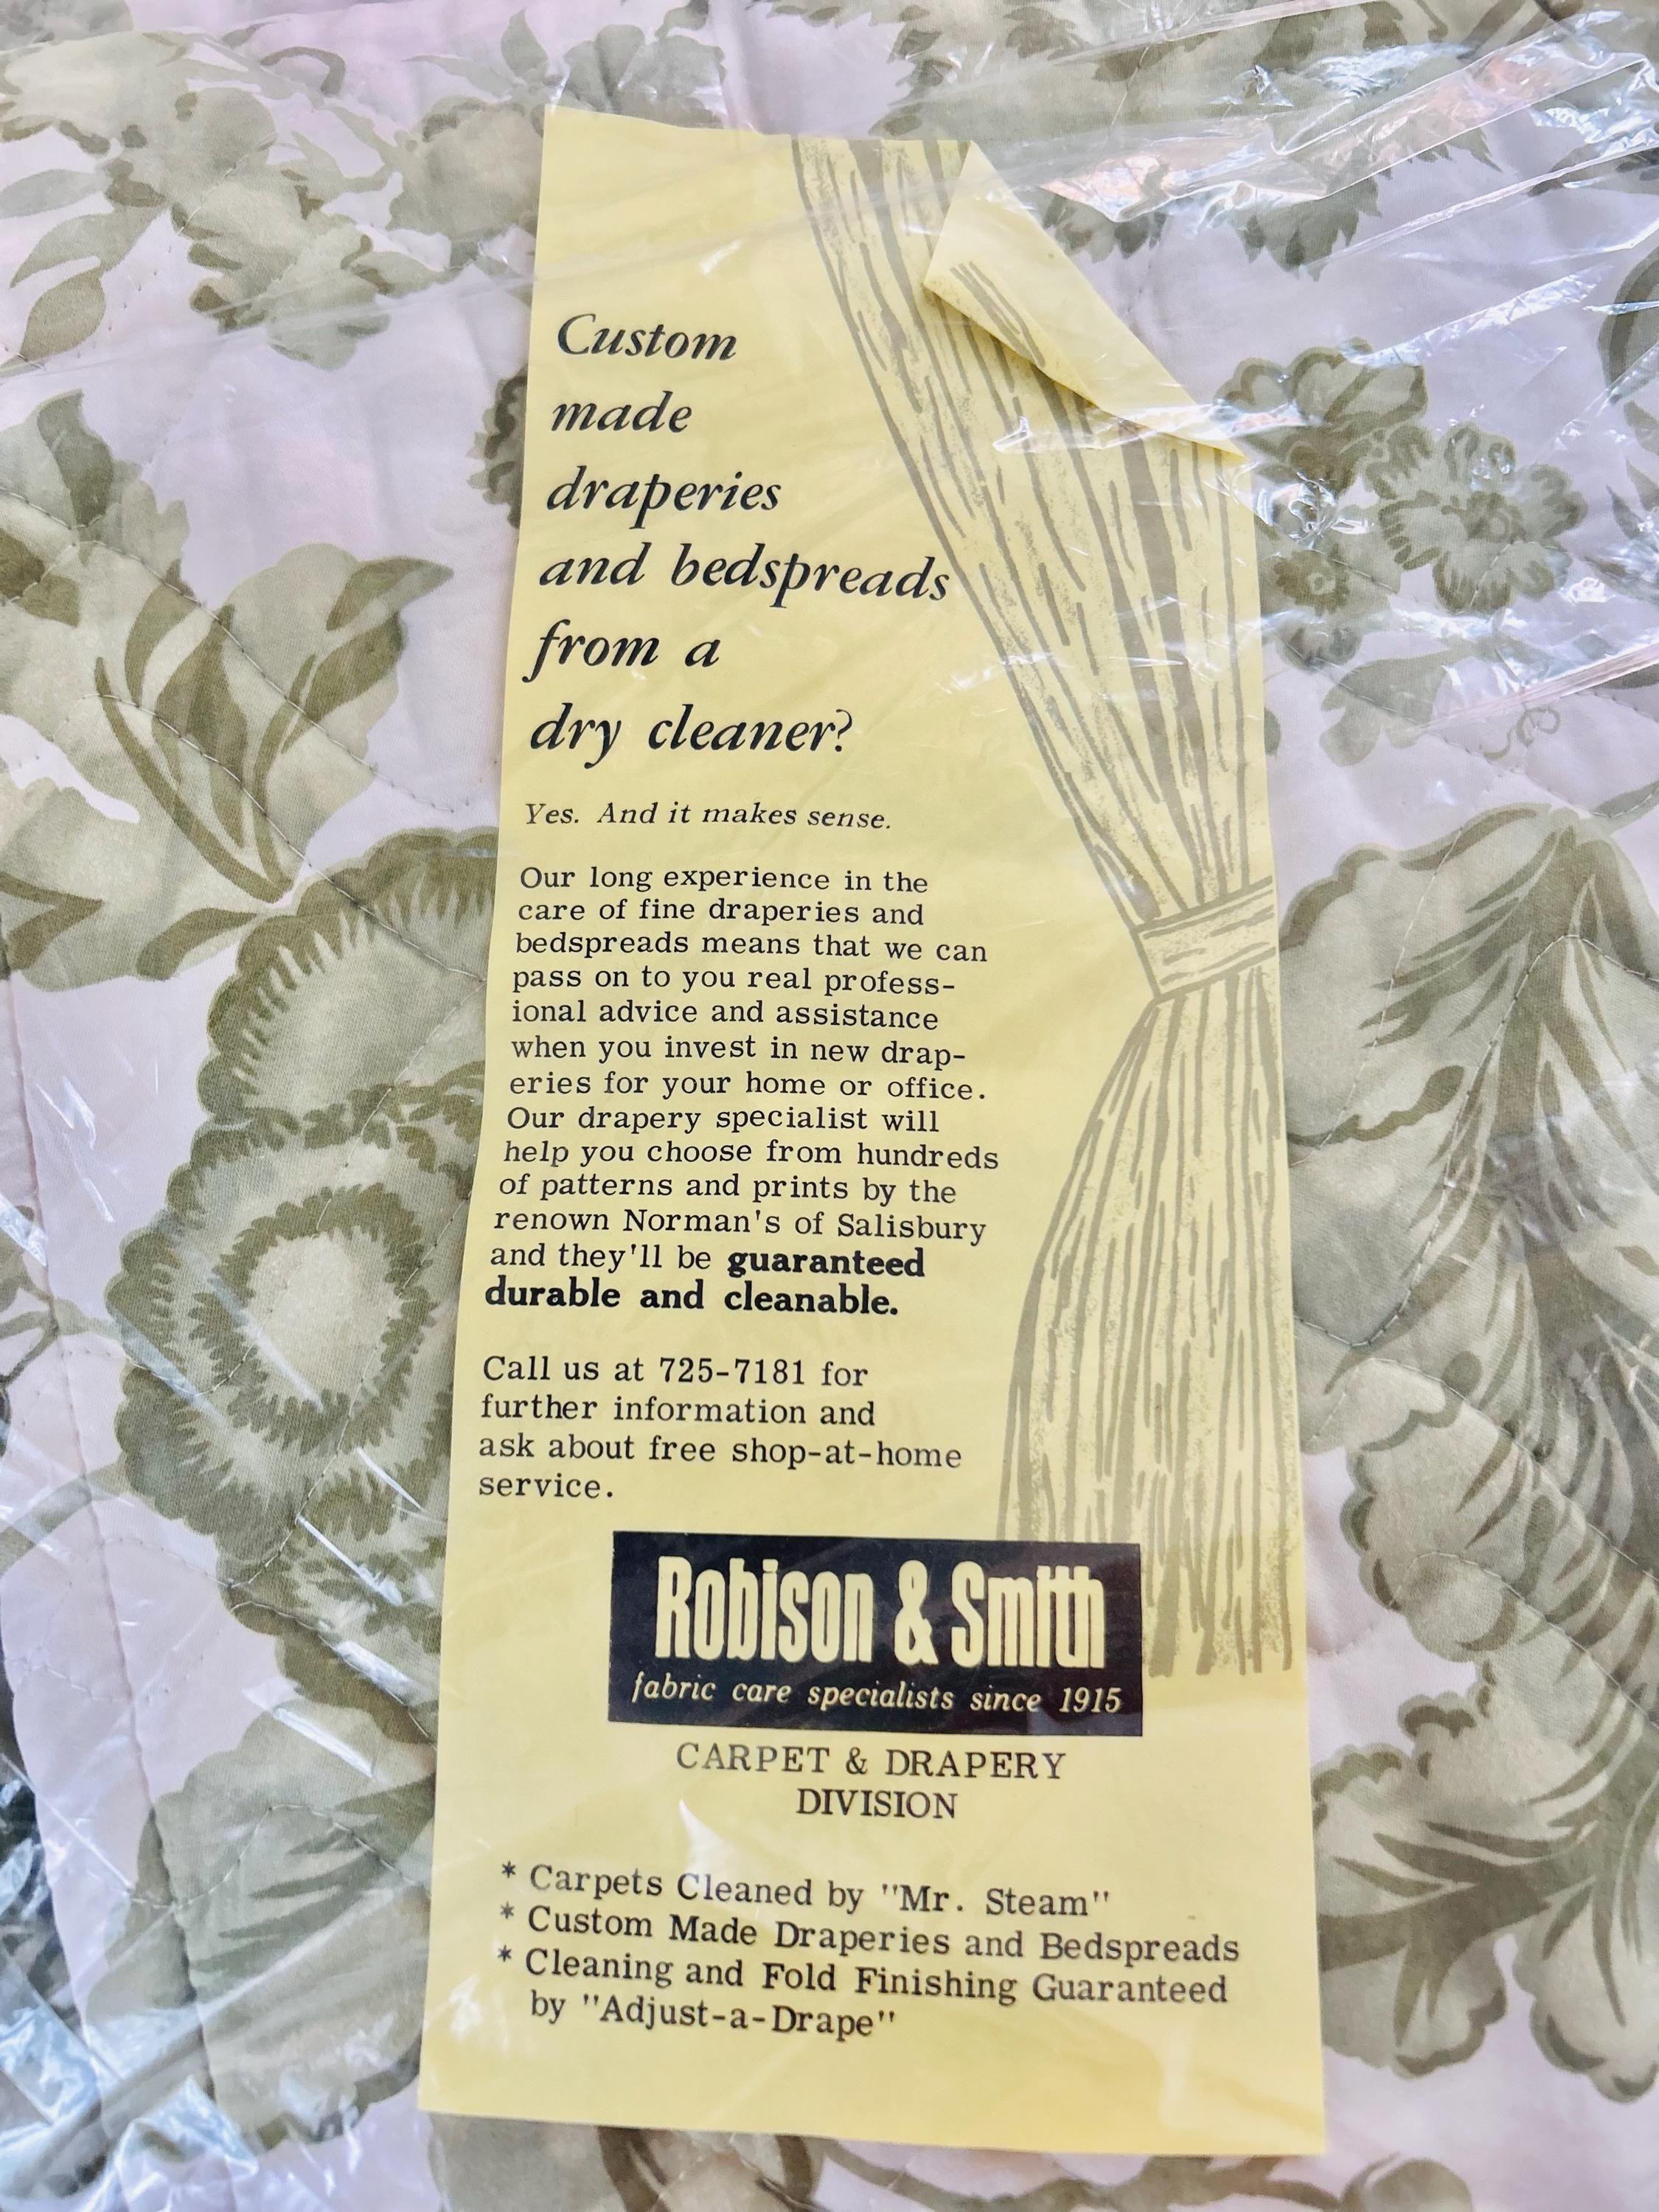 Custom
made
draperies
and bedspreads
from a
dry cleaner?
Yes. And it makes sense.
Our long experience in the
care of fine draperies and
bedspreads means that we can
pass on to you real profess-
ional advice and assistance
when you invest in new drap-
eries for your home or office.
Our drapery specialist will
help you choose from hundreds
of patterns and prints by the
renown Norman's of Salisbury
and they'll be guaranteed
durable and cleanable.
Call us at 725-7181 for
further information and
ask about free shop-at-home
service.
Robison & Smith
fabric care specialists since 1915
CARPET & DRAPERY
DIVISION
* Carpets Cleaned by "Mr. Steam"
* Custom Made Draperies and Bedspreads
* Cleaning and Fold Finishing Guaranteed
by "Adjust-a-Drape"